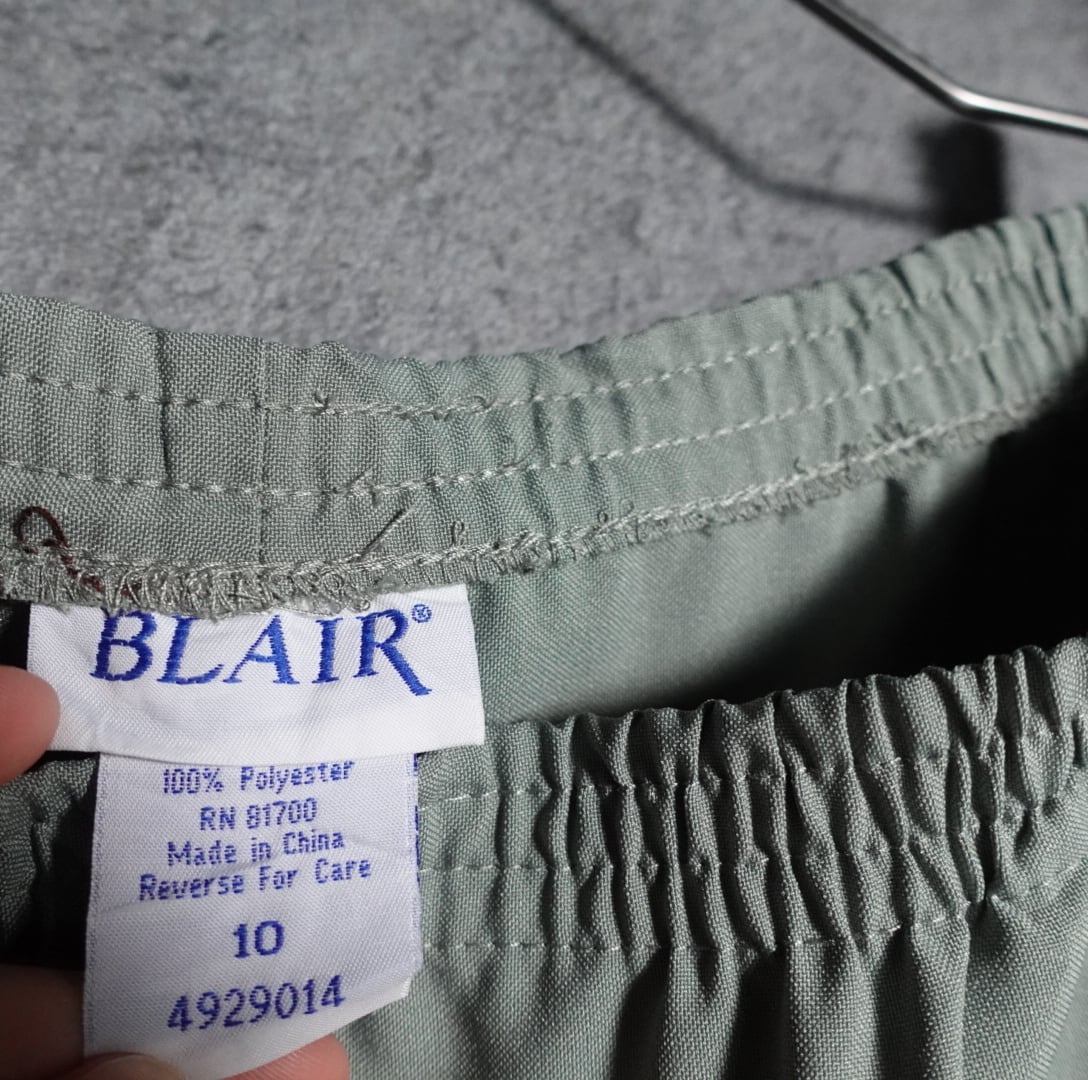 BLAIR®
100% Polyester
RN 81700
Made in China
Reverse For Care
10
4929014